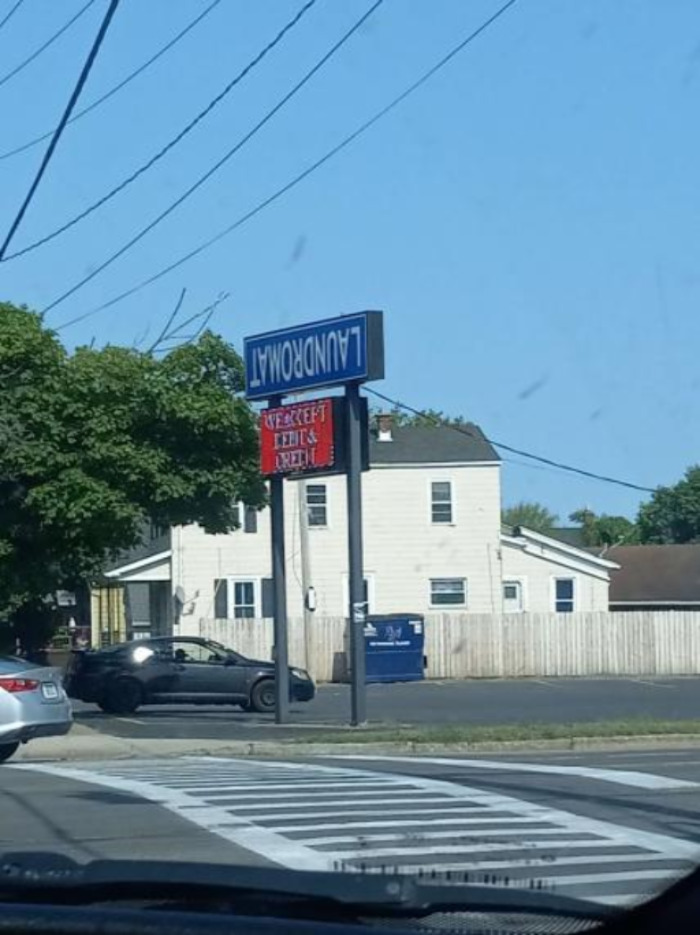 LAUNDROMAT
WE ACCEPT
DEBIT &
CREDIT